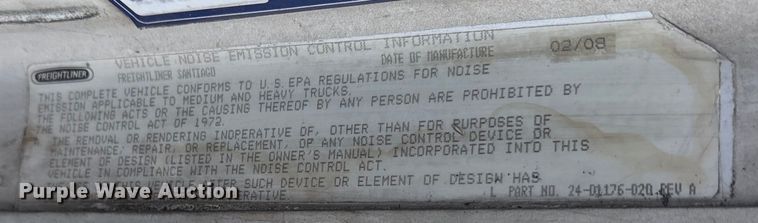 VEHICLE NOISE EMISSION CONTROL INFORMATION
FREIGHTLINER
FREIGHTLINER SANTIAGO DATE OF MANUFACTURE 02/08
THIS COMPLETE VEHICLE CONFORMS TO U.S.EPA REGULATIONS FOR NOISE
EMISSION APPLICABLE TO MEDIUM AND HEAVY TRUCKS.
THE FOLLOWING ACTS OR THE CAUSING THEREOF BY ANY PERSON ARE PROHIBITED BY
THE NOISE CONTROL ACT OF 1972.
THE REMOVAL OR RENDERING INOPERATIVE OF, OTHER THAN FOR PURPOSES OF
MAINTENANCE, REPAIR, OR REPLACEMENT, OF ANY NOISE CONTROL DEVICE OR
ELEMENT OF DESIGN (LISTED IN THE OWNER'S MANUAL) INCORPORATED INTO THIS
VEHICLE IN COMPLIANCE WITH THE NOISE CONTROL ACT.
SUCH DEVICE OR ELEMENT OF DESIGN HAS
L PART NO. 24-01176-020 REV A
Purple Wave Auction